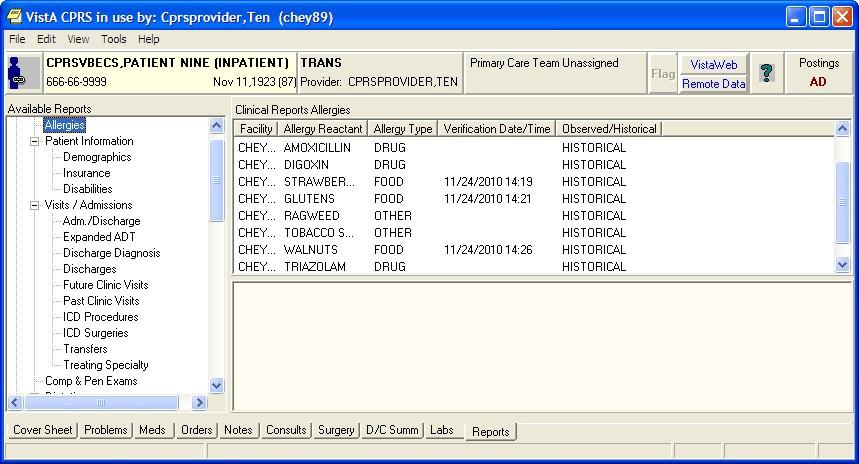 VistA CPRS in use by: Cprsprovider,Ten (chey89)
File Edit View Tools Help
CPRSVBECS,PATIENT NINE (INPATIENT) TRANS Primary Care Team Unassigned Flag VistaWeb ? Postings
666-66-9999 Nov 11,1923 (87) Provider: CPRSPROVIDER,TEN Remote Data AD
Available Reports
Allergies
Patient Information
Demographics
Insurance
Disabilities
Visits / Admissions
Adm./Discharge
Expanded ADT
Discharge Diagnosis
Discharges
Future Clinic Visits
Past Clinic Visits
ICD Procedures
ICD Surgeries
Transfers
Treating Specialty
Comp & Pen Exams
Clinical Reports Allergies
Facility Allergy Reactant Allergy Type Verification Date/Time Observed/Historical
CHEY... AMOXICILLIN DRUG HISTORICAL
CHEY... DIGOXIN DRUG HISTORICAL
CHEY... STRAWBER... FOOD 11/24/2010 14:19 HISTORICAL
CHEY... GLUTENS FOOD 11/24/2010 14:21 HISTORICAL
CHEY... RAGWEED OTHER HISTORICAL
CHEY... TOBACCO S... OTHER HISTORICAL
CHEY... WALNUTS FOOD 11/24/2010 14:26 HISTORICAL
CHEY... TRIAZOLAM DRUG HISTORICAL
Cover Sheet Problems Meds Orders Notes Consults Surgery D/C Summ Labs Reports